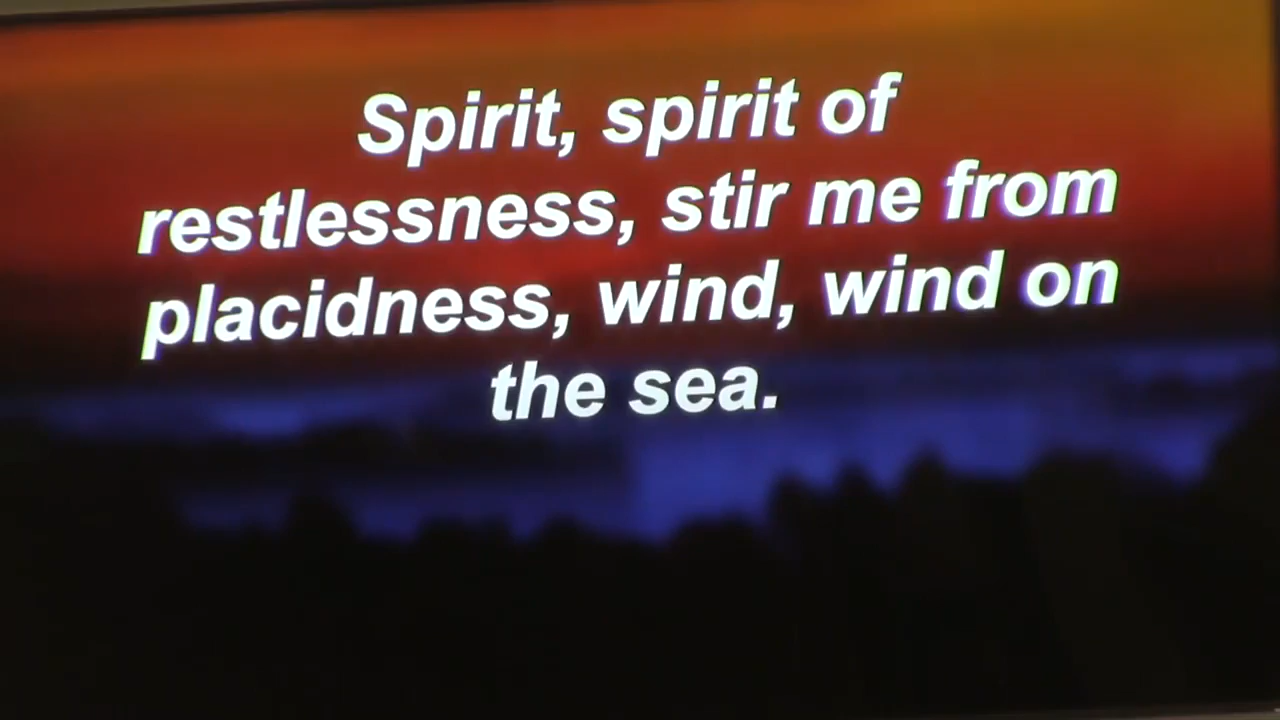 Spirit, spirit of
restlessness, stir me from
placidness, wind, wind on
the sea.